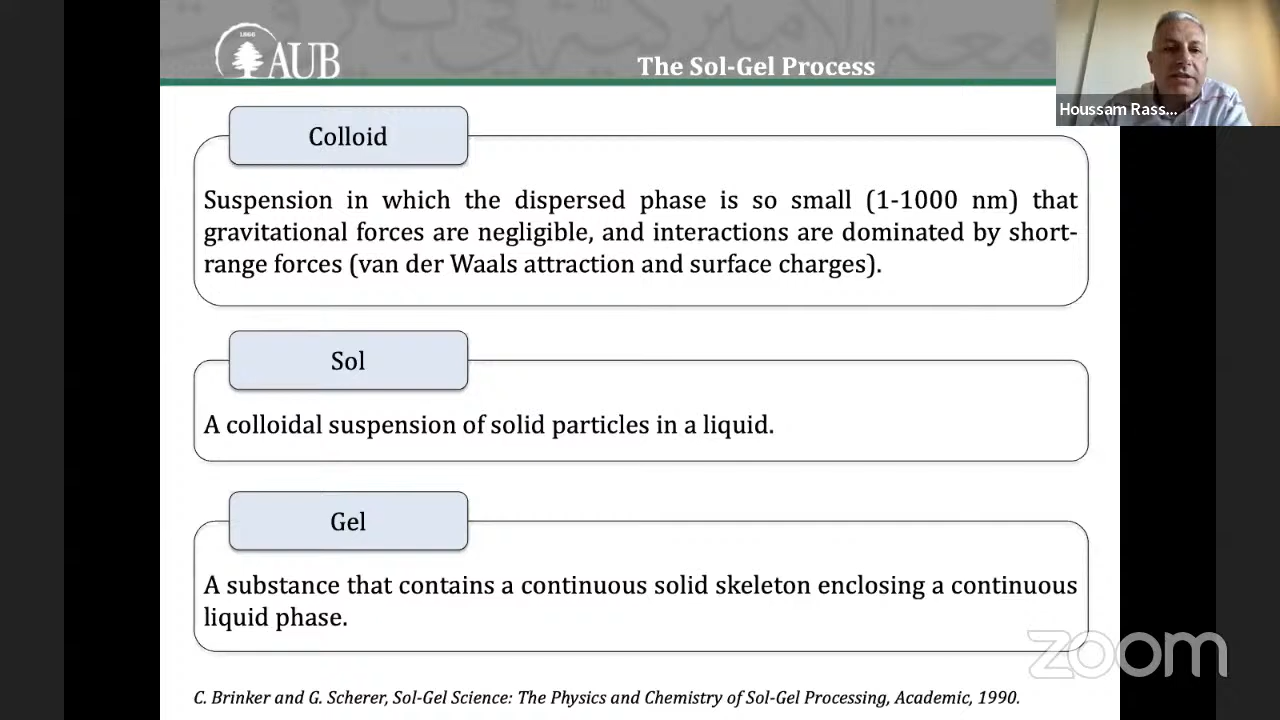 1866
AUB
The Sol-Gel Process
Houssam Rass...
Colloid
Suspension in which the dispersed phase is so small (1-1000 nm) that
gravitational forces are negligible, and interactions are dominated by short-
range forces (van der Waals attraction and surface charges).
Sol
A colloidal suspension of solid particles in a liquid.
Gel
A substance that contains a continuous solid skeleton enclosing a continuous
liquid phase.
zoom
C. Brinker and G. Scherer, Sol-Gel Science: The Physics and Chemistry of Sol-Gel Processing, Academic, 1990.